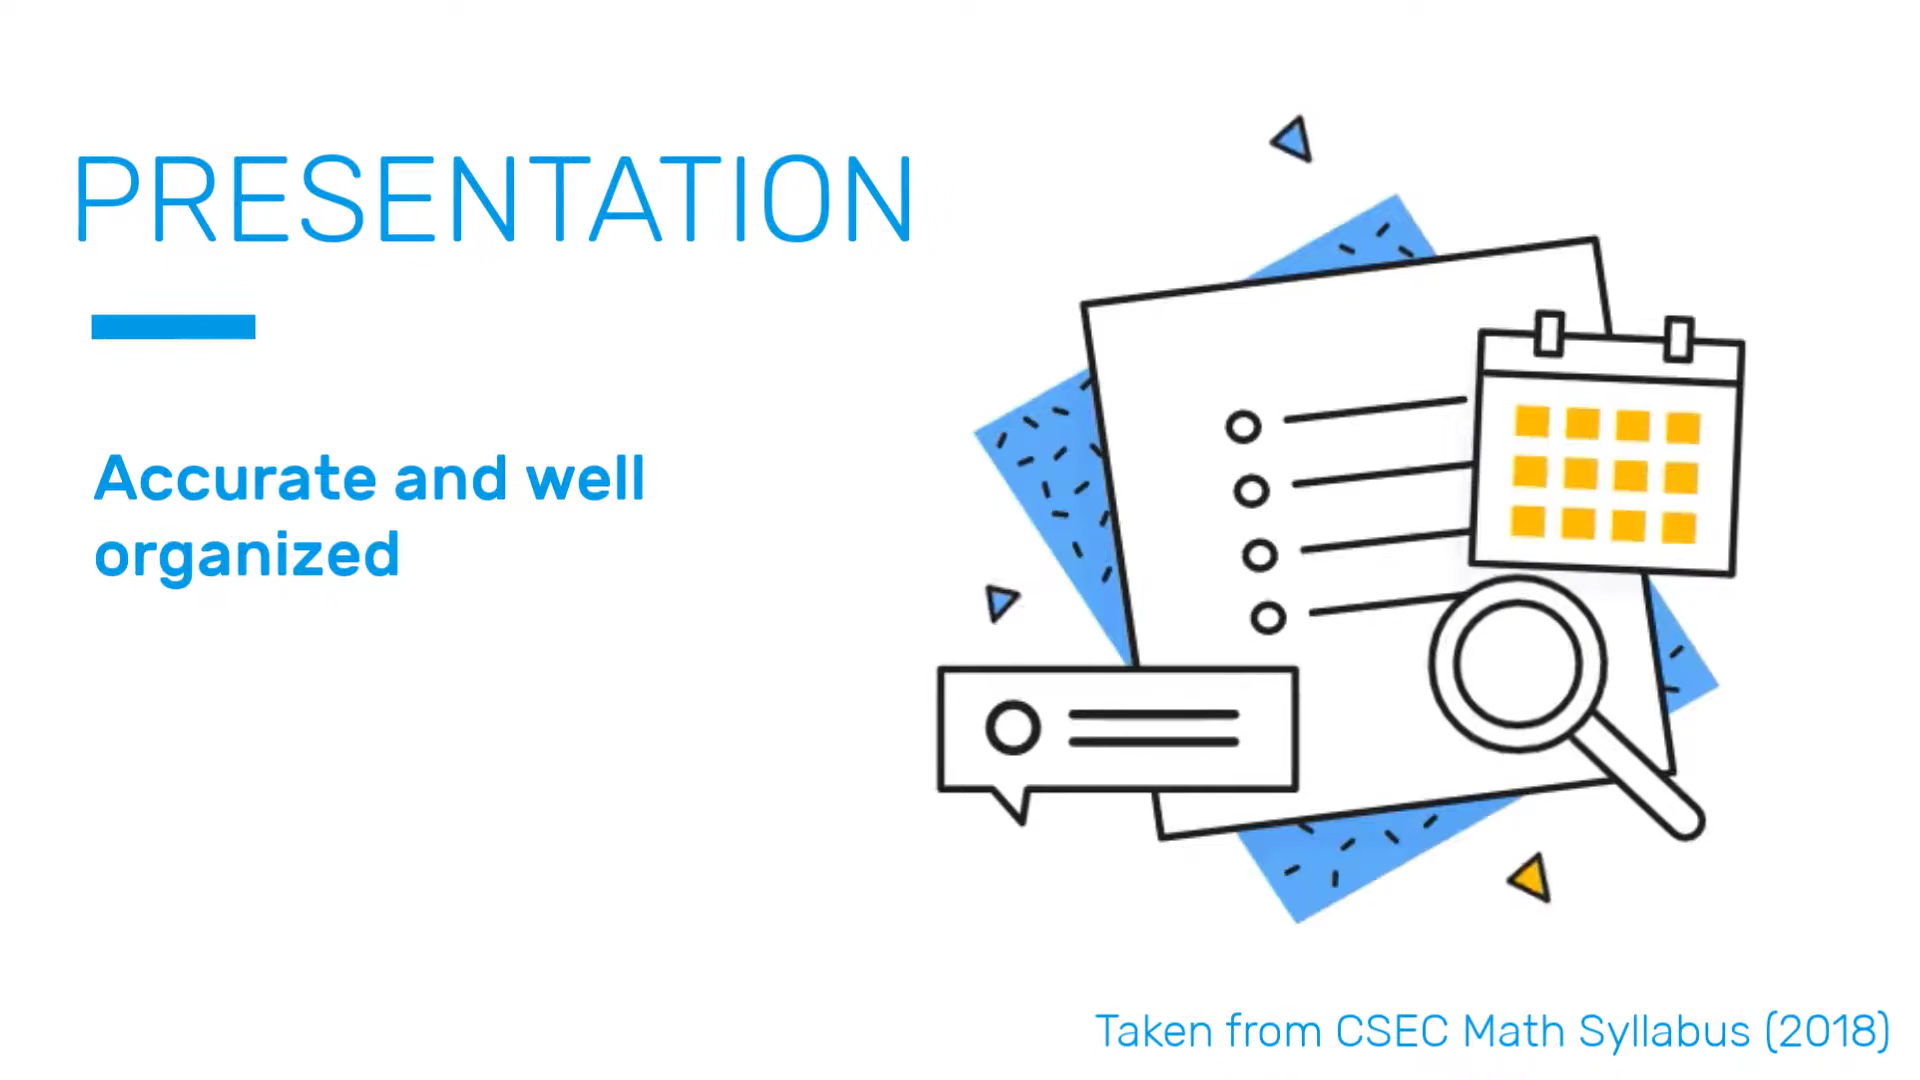 PRESENTATION
Accurate and well
organized
Taken from CSEC Math Syllabus (2018)